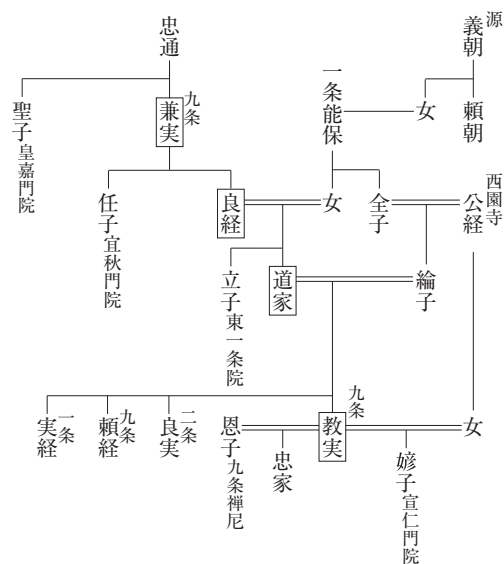 源
義朝
頼朝
女
一条能保
忠通
聖子 皇嘉門院
九条
兼実
任子 宜秋門院
良経
女
全子
西園寺
公経
立子 東一条院
道家
綸子
一条
実経
九条
頼経
二条
良実
九条
教実
恩子 九条禅尼
忠家
女
嫥子 宣仁門院